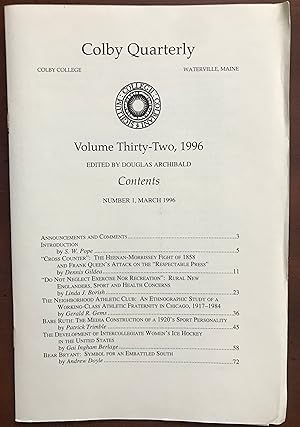 Colby Quarterly
COLBY COLLEGE WATERVILLE, MAINE
Volume Thirty-Two, 1996
EDITED BY DOUGLAS ARCHIBALD
Contents
NUMBER 1, MARCH 1996
ANNOUNCEMENTS AND COMMENTS 3
INTRODUCTION
by S. W. Pope 5
"CROSS COUNTER": THE HEENAN-MORRISSEY FIGHT OF 1858
AND FRANK QUEEN'S ATTACK ON THE "RESPECTABLE PRESS"
by Dennis Gildea 11
"DO NOT NEGLECT EXERCISE NOR RECREATION": RURAL NEW
ENGLANDERS, SPORT AND HEALTH CONCERNS
by Linda J. Borish 23
THE NEIGHBORHOOD ATHLETIC CLUB: AN ETHNOGRAPHIC STUDY OF A
WORKING-CLASS ATHLETIC FRATERNITY IN CHICAGO, 1917-1984
by Gerald R. Gems 36
BABE RUTH: THE MEDIA CONSTRUCTION OF A 1920'S SPORT PERSONALITY
by Patrick Trimble 45
THE DEVELOPMENT OF INTERCOLLEGIATE WOMEN'S ICE HOCKEY
IN THE UNITED STATES
by Gai Ingham Berlage 58
BEAR BRYANT: SYMBOL FOR AN EMBATTLED SOUTH
by Andrew Doyle 72